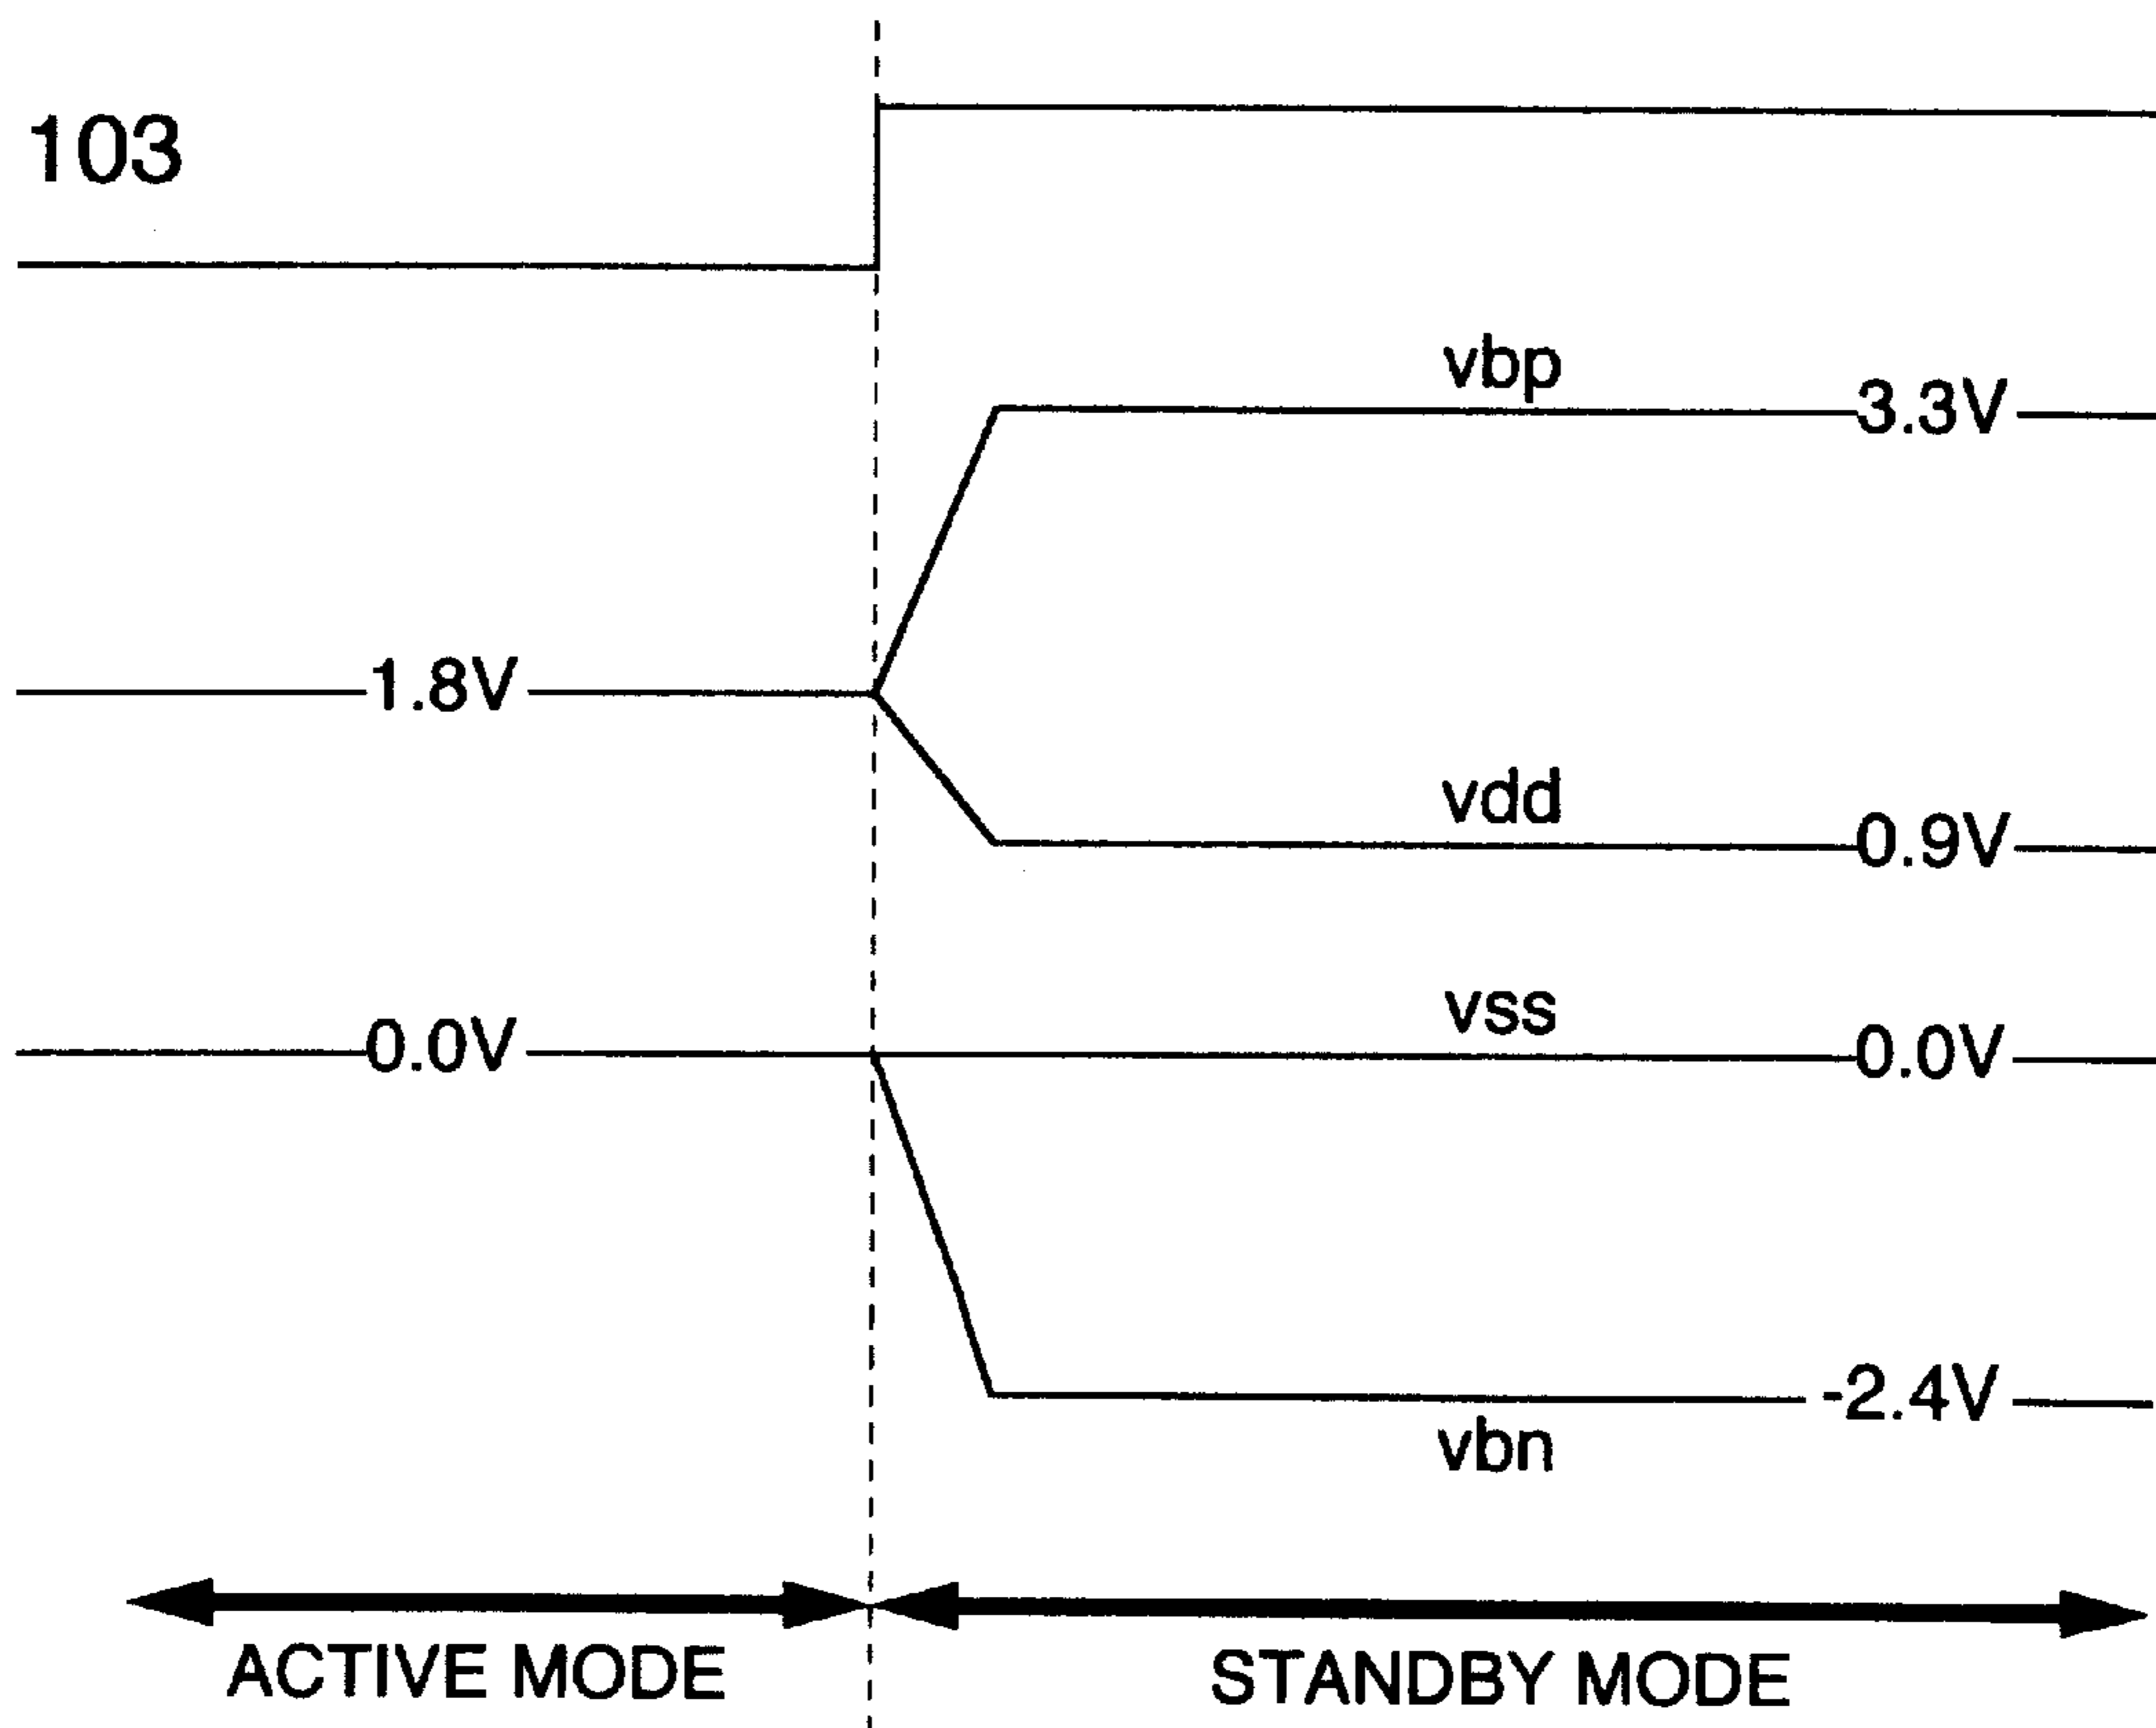 103
vbp
3.3V
1.8V
vdd
0.9V
vss
0.0V
0.0V
-2.4V
vbn
ACTIVE MODE
STANDBY MODE